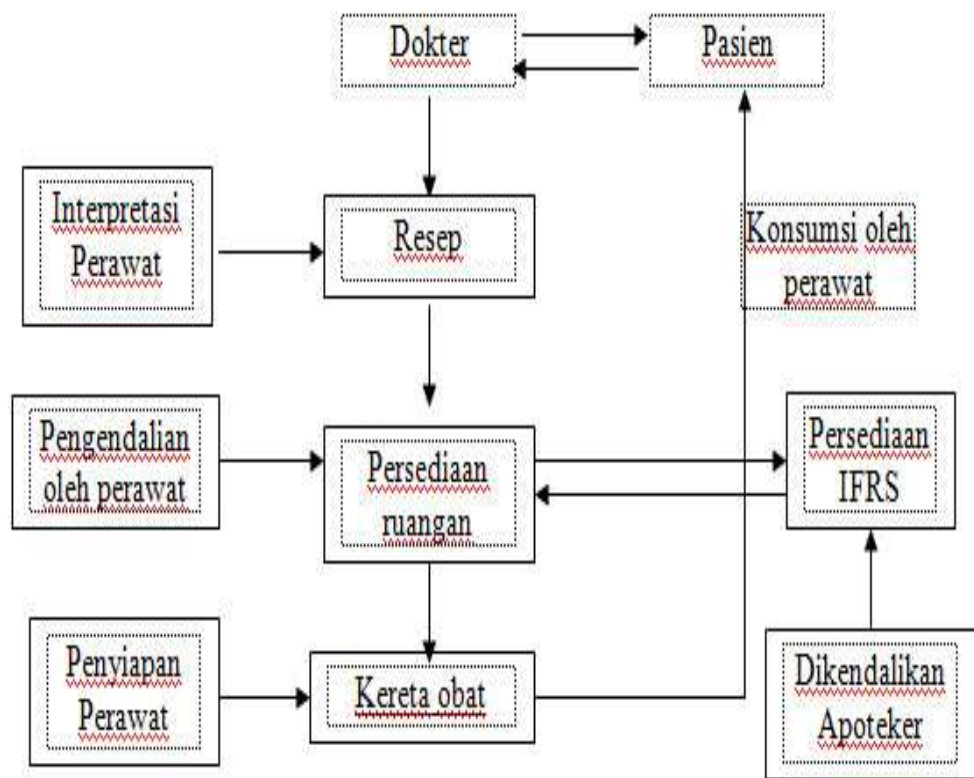 Dokter
Pasien
Interpretasi
Perawat
Resep
Konsumsi oleh
perawat
Pengendalian
oleh perawat
Persediaan
ruangan
Persediaan
IFRS
Penyiapan
Perawat
Kereta obat
Dikendalikan
Apoteker